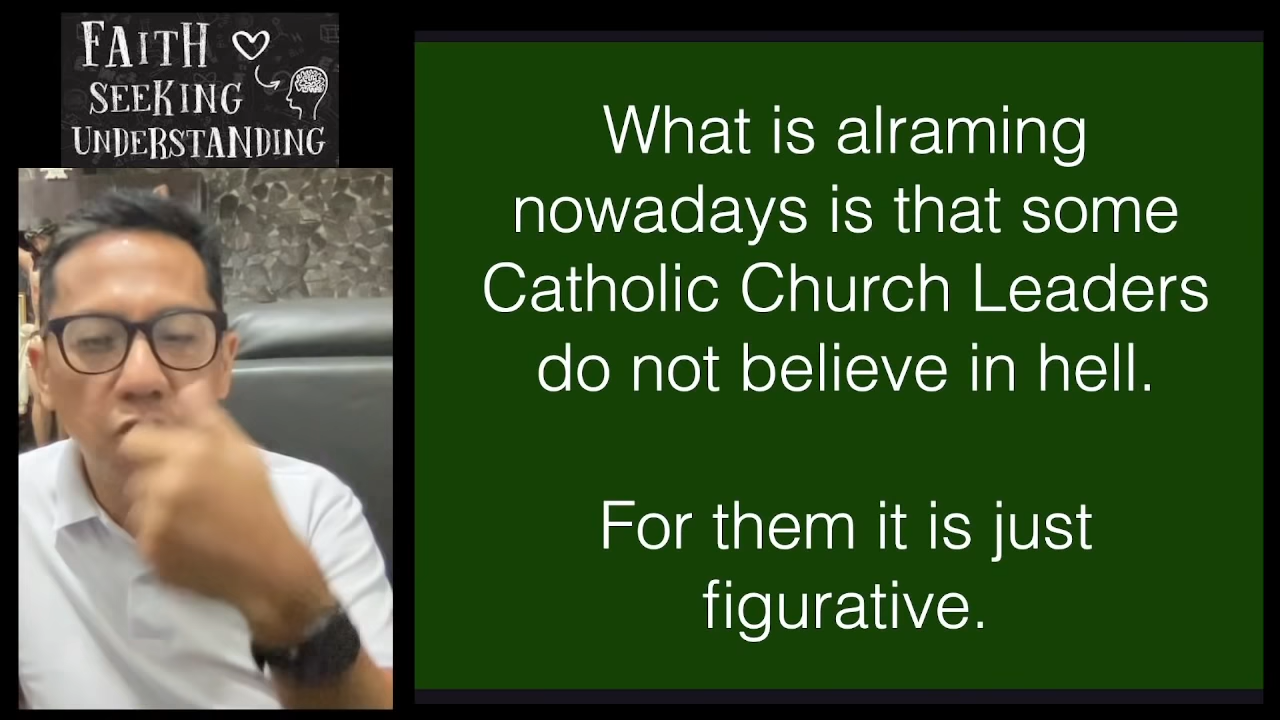 FAITH
SEEKING
UNDERSTANDING
What is alraming
nowadays is that some
Catholic Church Leaders
do not believe in hell.
For them it is just
figurative.